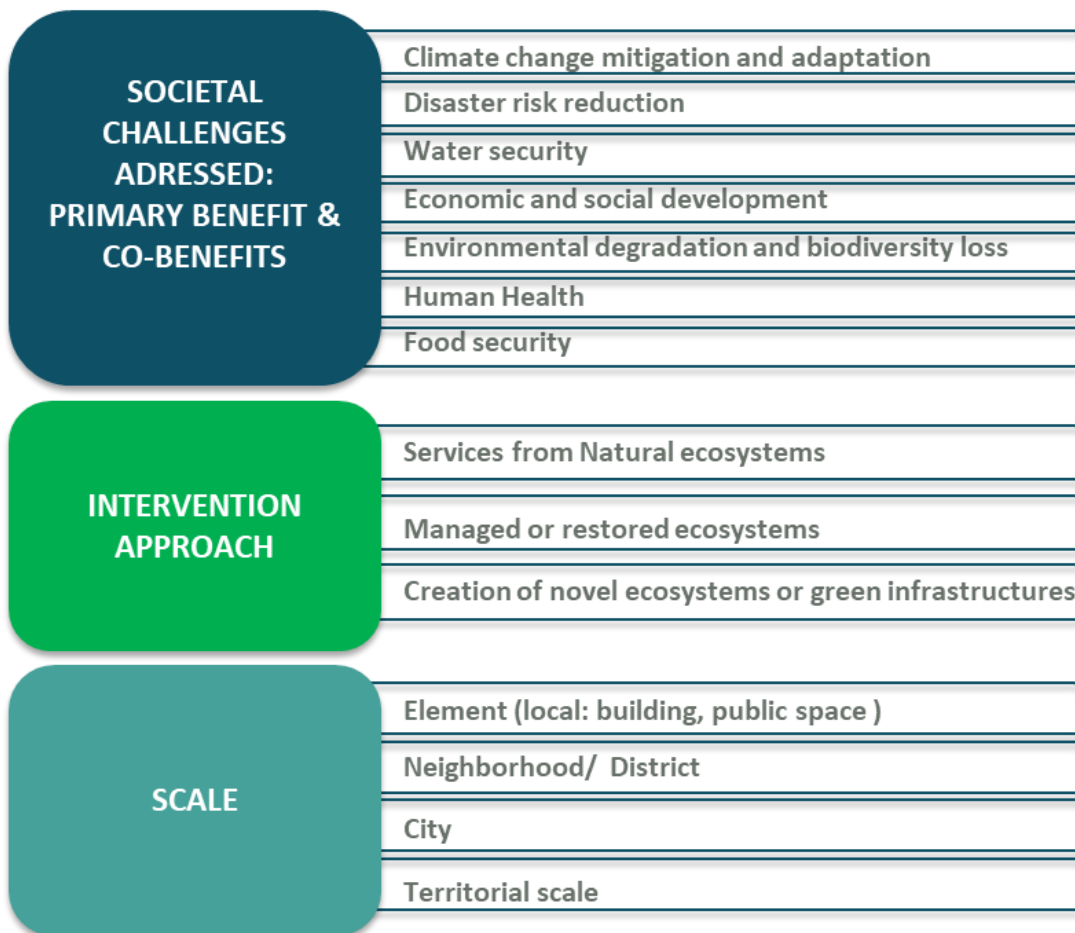 SOCIETAL
CHALLENGES
ADRESSED:
PRIMARY BENEFIT &
CO-BENEFITS
Climate change mitigation and adaptation
Disaster risk reduction
Water security
Economic and social development
Environmental degradation and biodiversity loss
Human Health
Food security
INTERVENTION
APPROACH
Services from Natural ecosystems
Managed or restored ecosystems
Creation of novel ecosystems or green infrastructures
SCALE
Element (local: building, public space )
Neighborhood/ District
City
Territorial scale